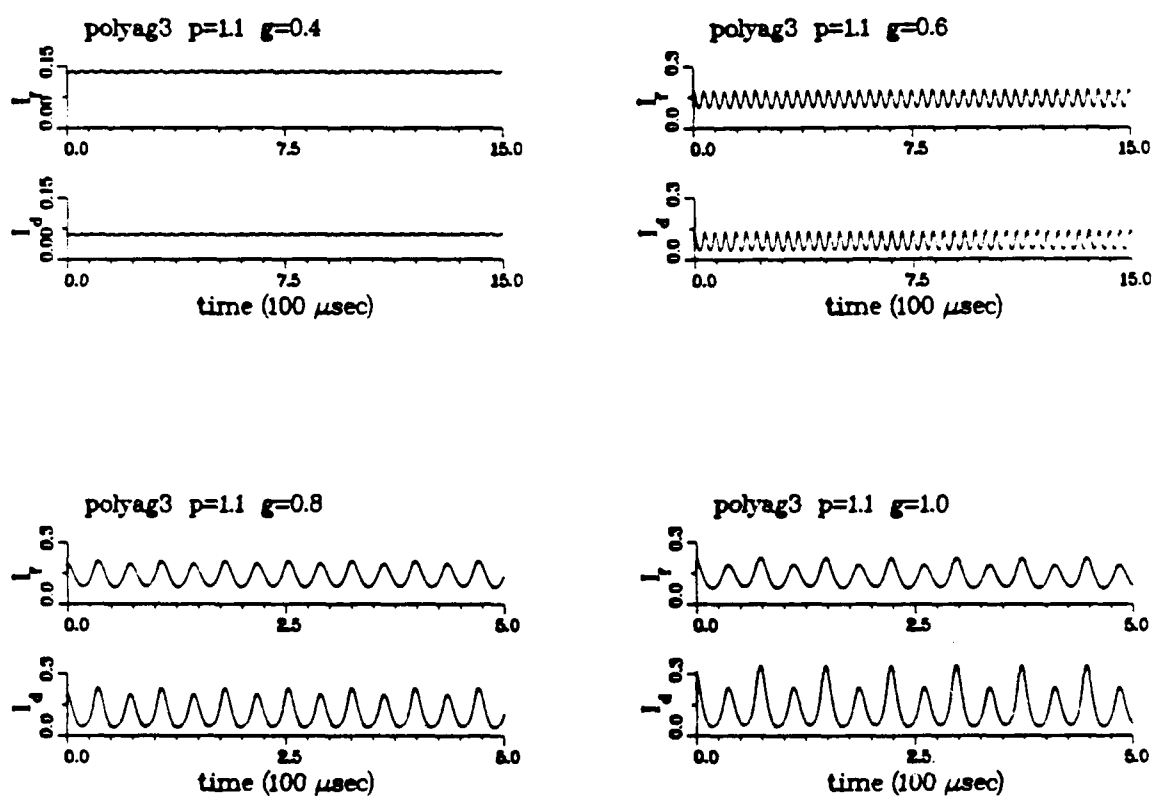 polyag3 p=1.1 g=0.4
I_r
0.15
0.00
0.0 7.5 15.0
I_d
0.15
0.00
0.0 7.5 15.0
time (100 μsec)
polyag3 p=1.1 g=0.6
I_r
0.3
0.0
0.0 7.5 15.0
I_d
0.3
0.0
0.0 7.5 15.0
time (100 μsec)
polyag3 p=1.1 g=0.8
I_r
0.3
0.0
0.0 2.5 5.0
I_d
0.3
0.0
0.0 2.5 5.0
time (100 μsec)
polyag3 p=1.1 g=1.0
I_r
0.3
0.0
0.0 2.5 5.0
I_d
0.3
0.0
0.0 2.5 5.0
time (100 μsec)